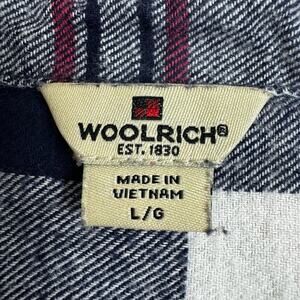 WOOLRICH®
EST. 1830
MADE IN
VIETNAM
L/G